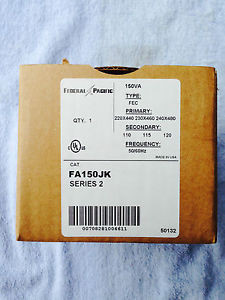 FEDERAL PACIFIC
150VA
TYPE:
FEC
PRIMARY:
220X440 230X460 240X480
QTY. 1
SECONDARY:
110 115 120
FREQUENCY:
50/60Hz
MADE IN USA
CAT.
FA150JK
SERIES 2
50132